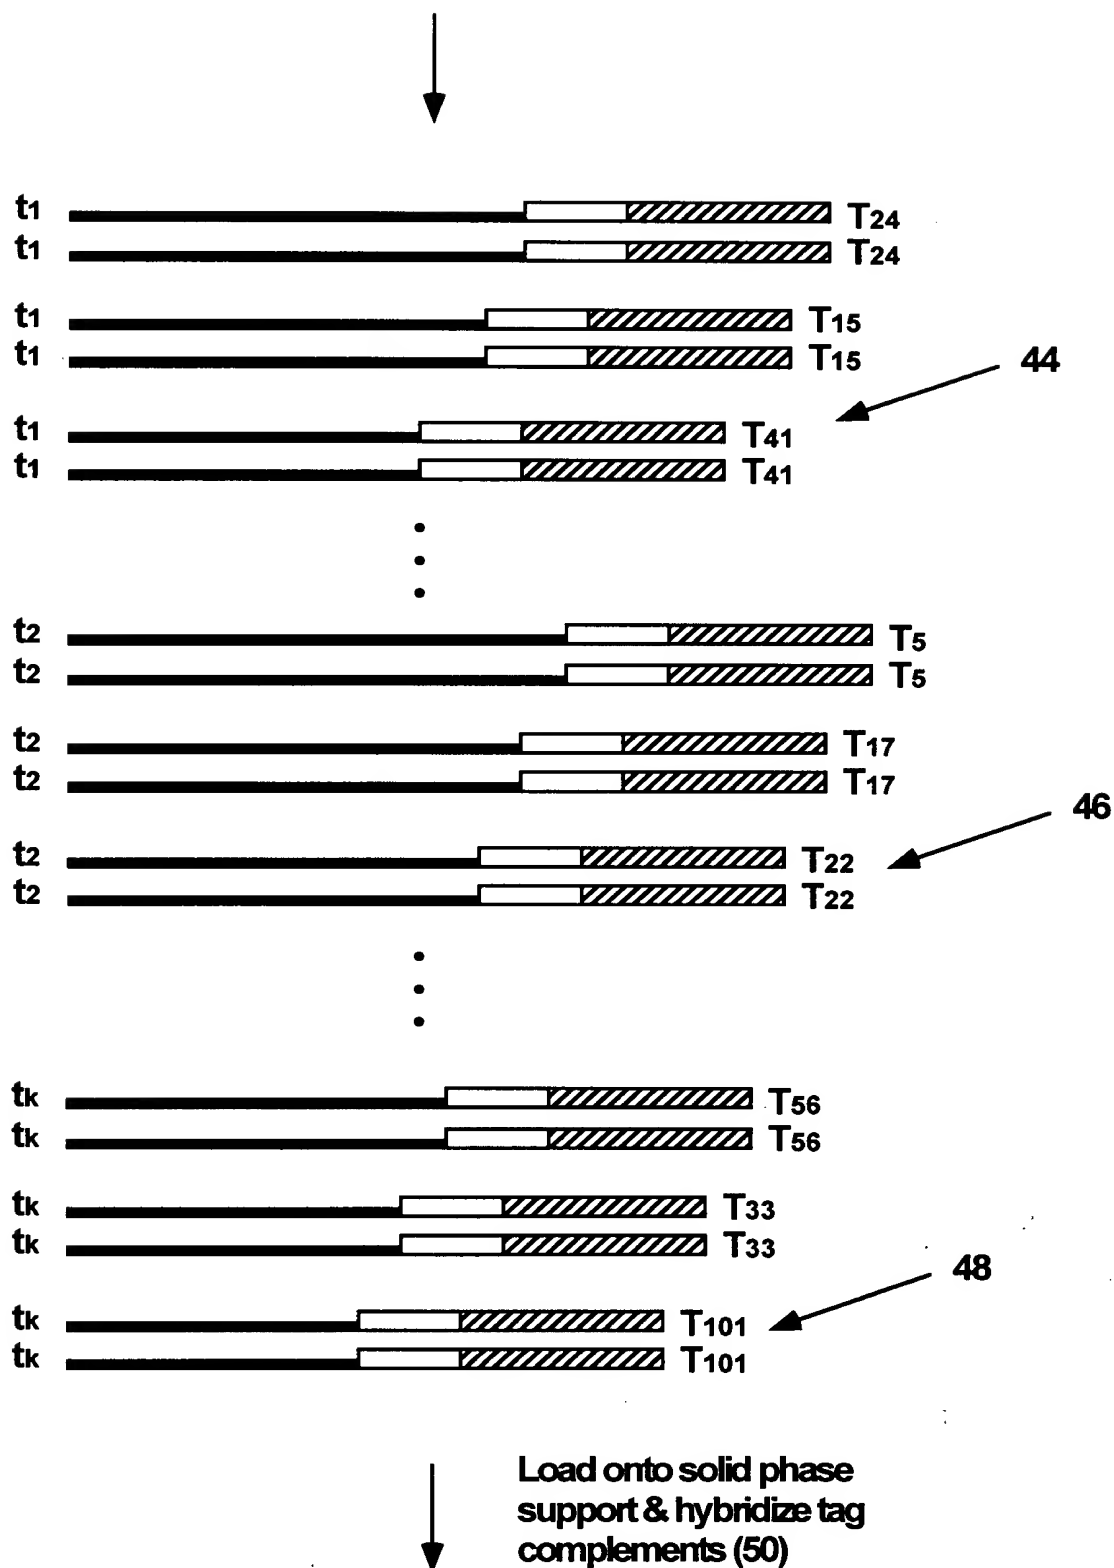 t1 T24
t1 T24
t1 T15
t1 T15
44
t1 T41
t1 T41
t2 T5
t2 T5
t2 T17
t2 T17
46
t2 T22
t2 T22
tk T56
tk T56
tk T33
tk T33
48
tk T101
tk T101
Load onto solid phase
support & hybridize tag
complements (50)